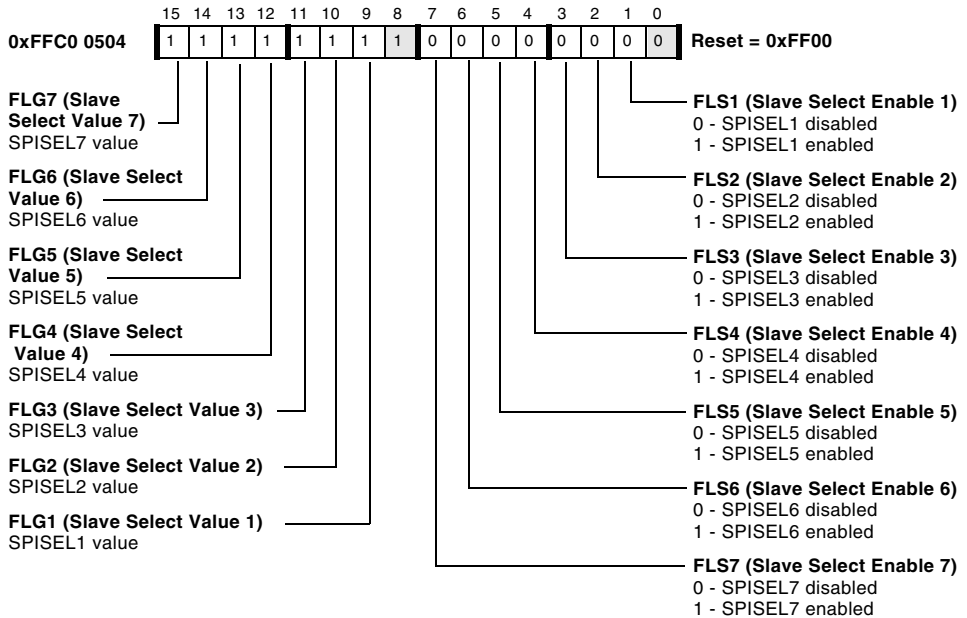 15 14 13 12 11 10 9 8 7 6 5 4 3 2 1 0
0xFFC0 0504
1 1 1 1 1 1 1 1 0 0 0 0 0 0 0 0
Reset = 0xFF00
FLG7 (Slave
Select Value 7)
SPISEL7 value
FLG6 (Slave Select
Value 6)
SPISEL6 value
FLG5 (Slave Select
Value 5)
SPISEL5 value
FLG4 (Slave Select
Value 4)
SPISEL4 value
FLG3 (Slave Select Value 3)
SPISEL3 value
FLG2 (Slave Select Value 2)
SPISEL2 value
FLG1 (Slave Select Value 1)
SPISEL1 value
FLS1 (Slave Select Enable 1)
0 - SPISEL1 disabled
1 - SPISEL1 enabled
FLS2 (Slave Select Enable 2)
0 - SPISEL2 disabled
1 - SPISEL2 enabled
FLS3 (Slave Select Enable 3)
0 - SPISEL3 disabled
1 - SPISEL3 enabled
FLS4 (Slave Select Enable 4)
0 - SPISEL4 disabled
1 - SPISEL4 enabled
FLS5 (Slave Select Enable 5)
0 - SPISEL5 disabled
1 - SPISEL5 enabled
FLS6 (Slave Select Enable 6)
0 - SPISEL6 disabled
1 - SPISEL6 enabled
FLS7 (Slave Select Enable 7)
0 - SPISEL7 disabled
1 - SPISEL7 enabled